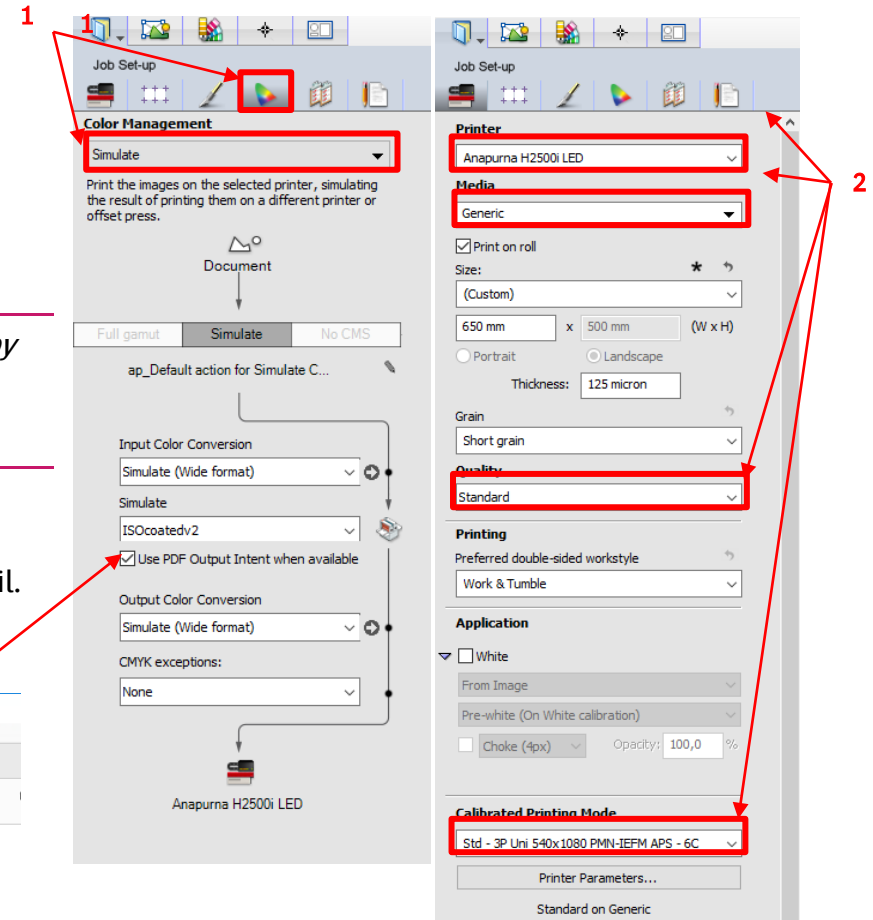 1
1
Job Set-up
Color Management
Simulate
Print the images on the selected printer, simulating
the result of printing them on a different printer or
offset press.
Document
Full gamut Simulate No CMS
ap_Default action for Simulate C...
Input Color Conversion
Simulate (Wide format)
Simulate
ISOcoatedv2
Use PDF Output Intent when available
Output Color Conversion
Simulate (Wide format)
CMYK exceptions:
None
Anapurna H2500i LED
il.
Job Set-up
Printer
Anapurna H2500i LED
Media
Generic
Print on roll
Size:
(Custom)
650 mm x 500 mm (W x H)
Portrait Landscape
Thickness: 125 micron
Grain
Short grain
Quality
Standard
Printing
Preferred double-sided workstyle
Work & Tumble
Application
White
From Image
Pre-white (On White calibration)
Choke (4px) Opacity: 100,0 %
Calibrated Printing Mode
Std - 3P Uni 540x1080 PMN-IEFM APS - 6C
Printer Parameters...
Standard on Generic
2